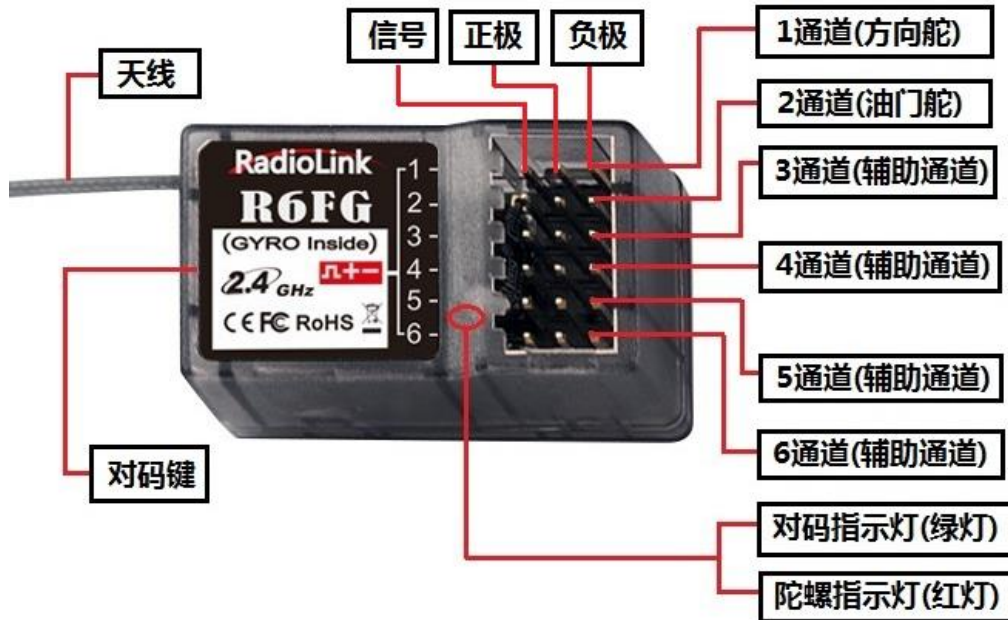 信号
正极
负极
1通道(方向舵)
天线
2通道(油门舵)
3通道(辅助通道)
RadioLink
R6FG
(GYRO Inside)
+-
2.4 GHz
CE FC RoHS
1
2
3
4
5
6
4通道(辅助通道)
5通道(辅助通道)
6通道(辅助通道)
对码键
对码指示灯(绿灯)
陀螺指示灯(红灯)